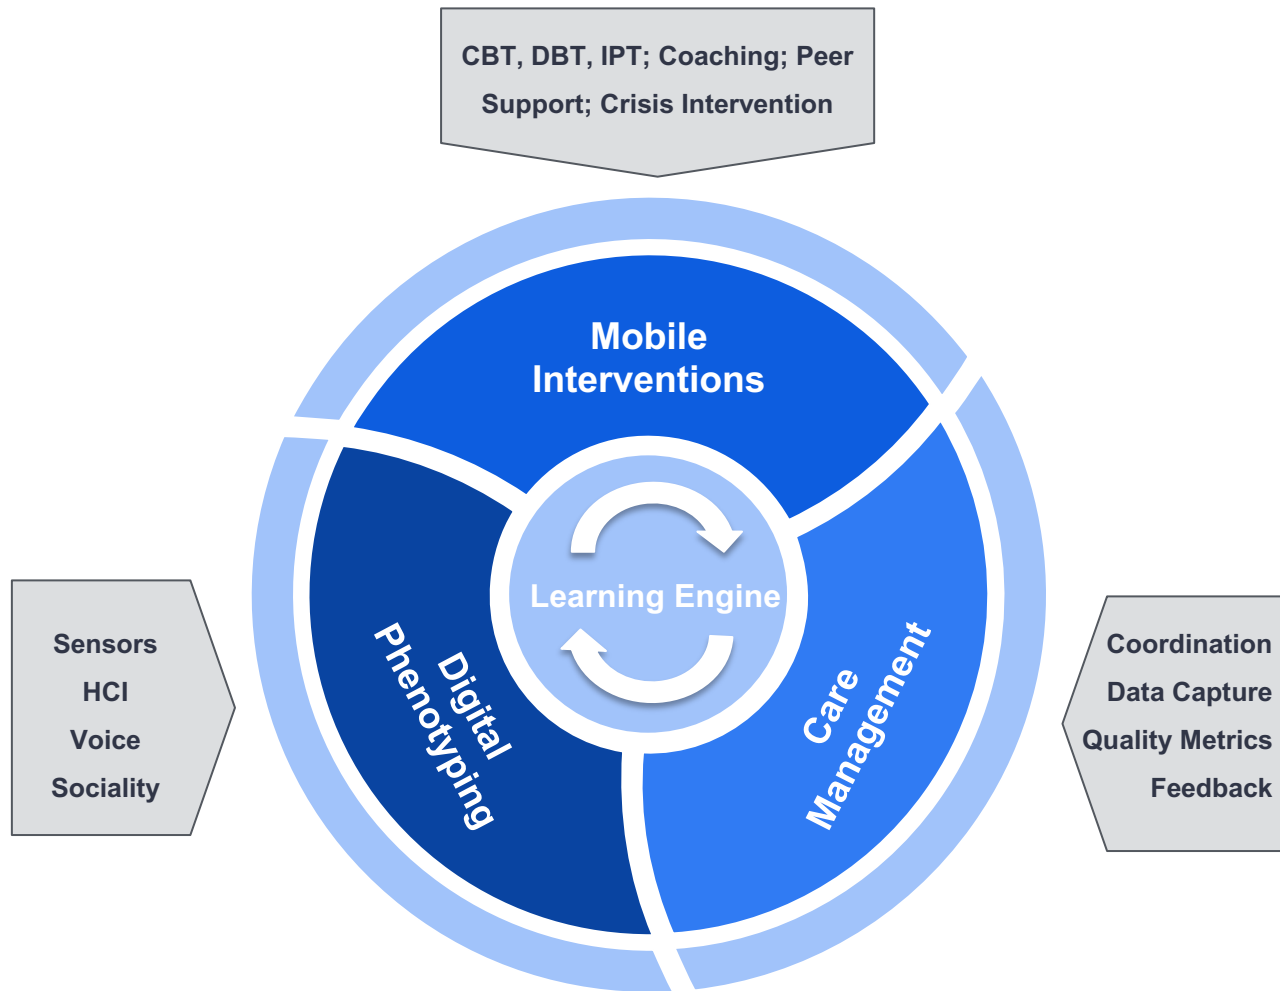 CBT, DBT, IPT; Coaching; Peer
Support; Crisis Intervention
Mobile
Interventions
Learning Engine
Digital
Phenotyping
Care
Management
Sensors
HCI
Voice
Sociality
Coordination
Data Capture
Quality Metrics
Feedback